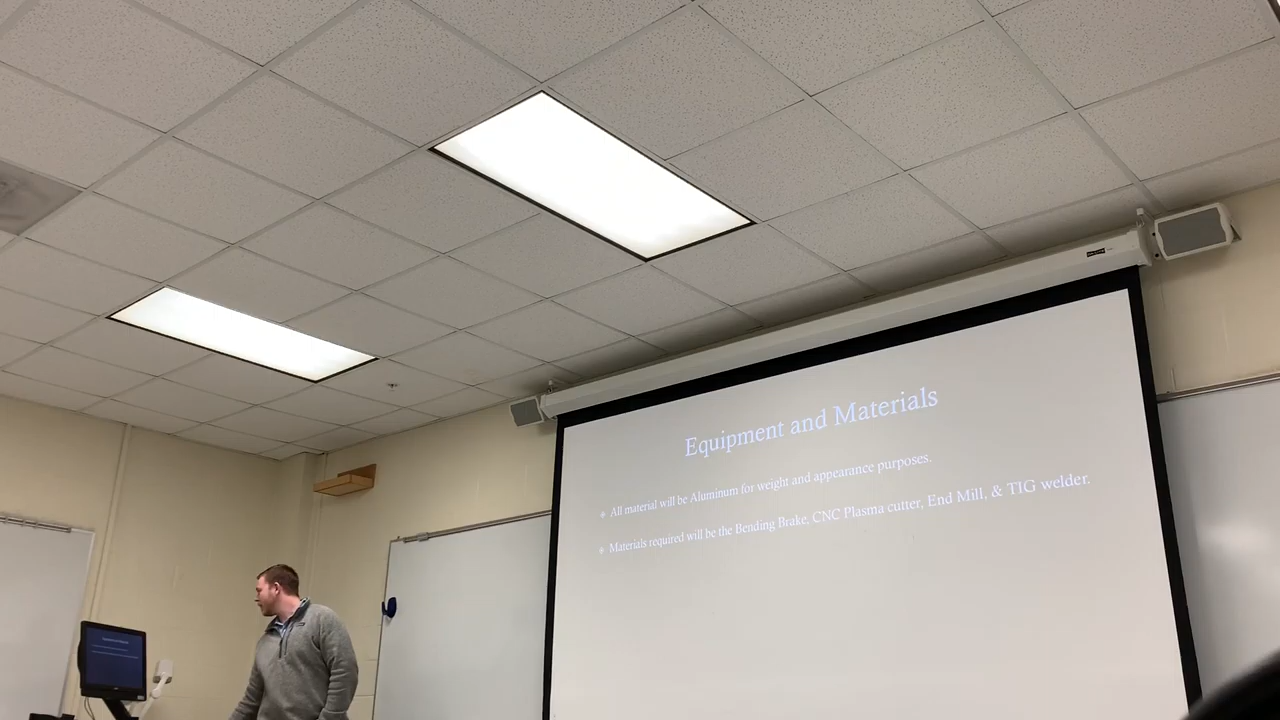 Equipment and Materials
All material will be Aluminum for weight and appearance purposes.
Materials required will be the Bending Brake, CNC Plasma cutter, End Mill, & TIG welder.